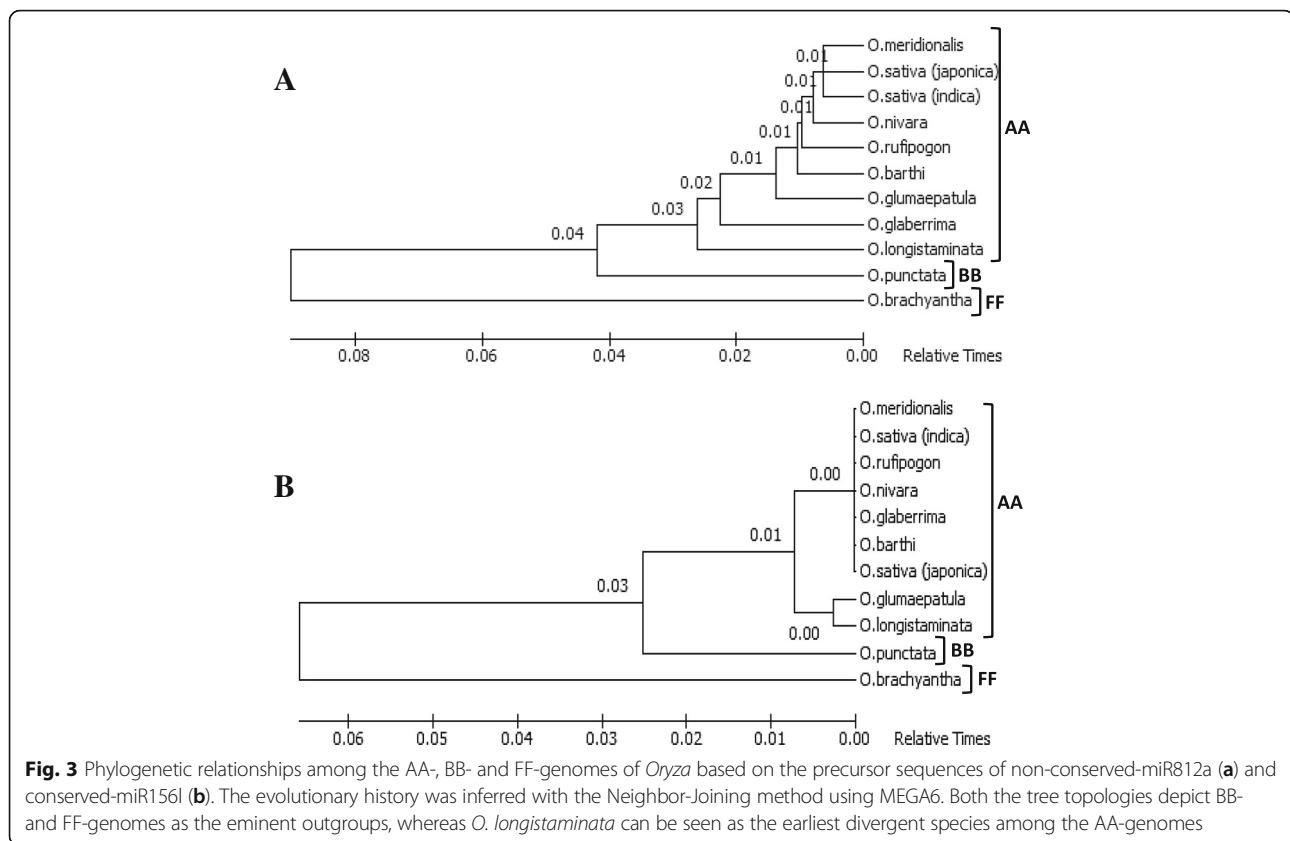 A
O.meridionalis
0.01
O.sativa (japonica)
0.01
O.sativa (indica)
0.01
O.nivara
AA
0.01
O.rufipogon
0.01
O.barthi
0.02
O.glumaepatula
0.03
O.glaberrima
0.04
O.longistaminata
O.punctata BB
O.brachyantha FF
0.08 0.06 0.04 0.02 0.00 Relative Times
B
O.meridionalis
O.sativa (indica)
O.rufipogon
0.00
O.nivara
AA
O.glaberrima
0.01
O.barthi
O.sativa (japonica)
0.03
O.glumaepatula
O.longistaminata
0.00
O.punctata BB
O.brachyantha FF
0.06 0.05 0.04 0.03 0.02 0.01 0.00 Relative Times
Fig. 3 Phylogenetic relationships among the AA-, BB- and FF-genomes of Oryza based on the precursor sequences of non-conserved-miR812a (a) and
conserved-miR156l (b). The evolutionary history was inferred with the Neighbor-Joining method using MEGA6. Both the tree topologies depict BB-
and FF-genomes as the eminent outgroups, whereas O. longistaminata can be seen as the earliest divergent species among the AA-genomes